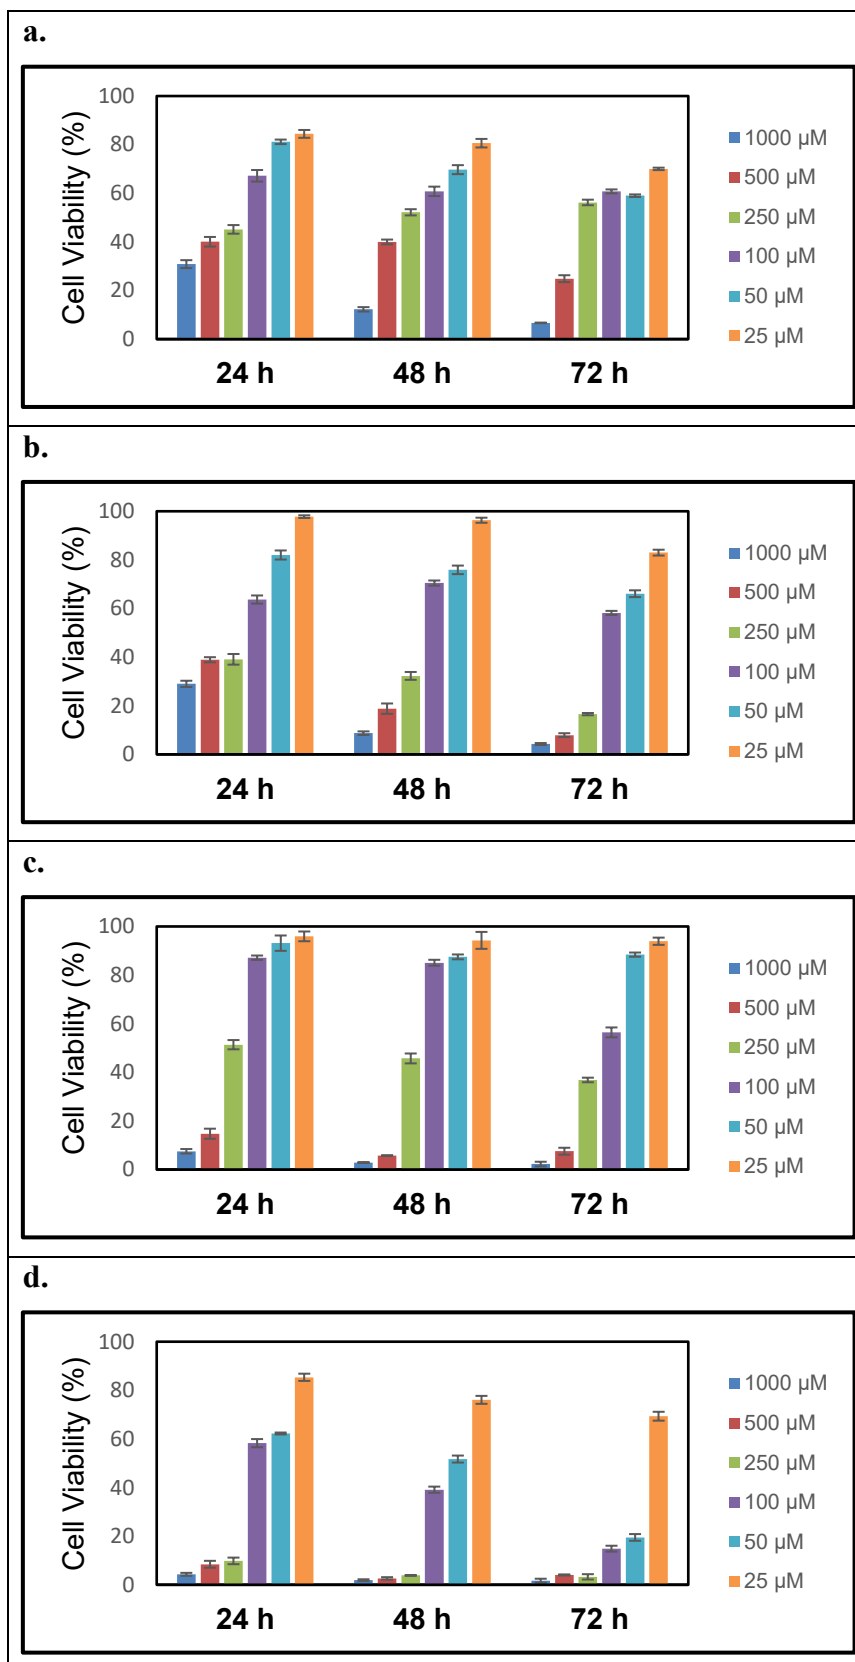 a.
Cell Viability (%)
100
80
60
40
20
0
24 h 48 h 72 h
1000 µM
500 µM
250 µM
100 µM
50 µM
25 µM
b.
Cell Viability (%)
100
80
60
40
20
0
24 h 48 h 72 h
1000 µM
500 µM
250 µM
100 µM
50 µM
25 µM
c.
Cell Viability (%)
100
80
60
40
20
0
24 h 48 h 72 h
1000 µM
500 µM
250 µM
100 µM
50 µM
25 µM
d.
Cell Viability (%)
100
80
60
40
20
0
24 h 48 h 72 h
1000 µM
500 µM
250 µM
100 µM
50 µM
25 µM